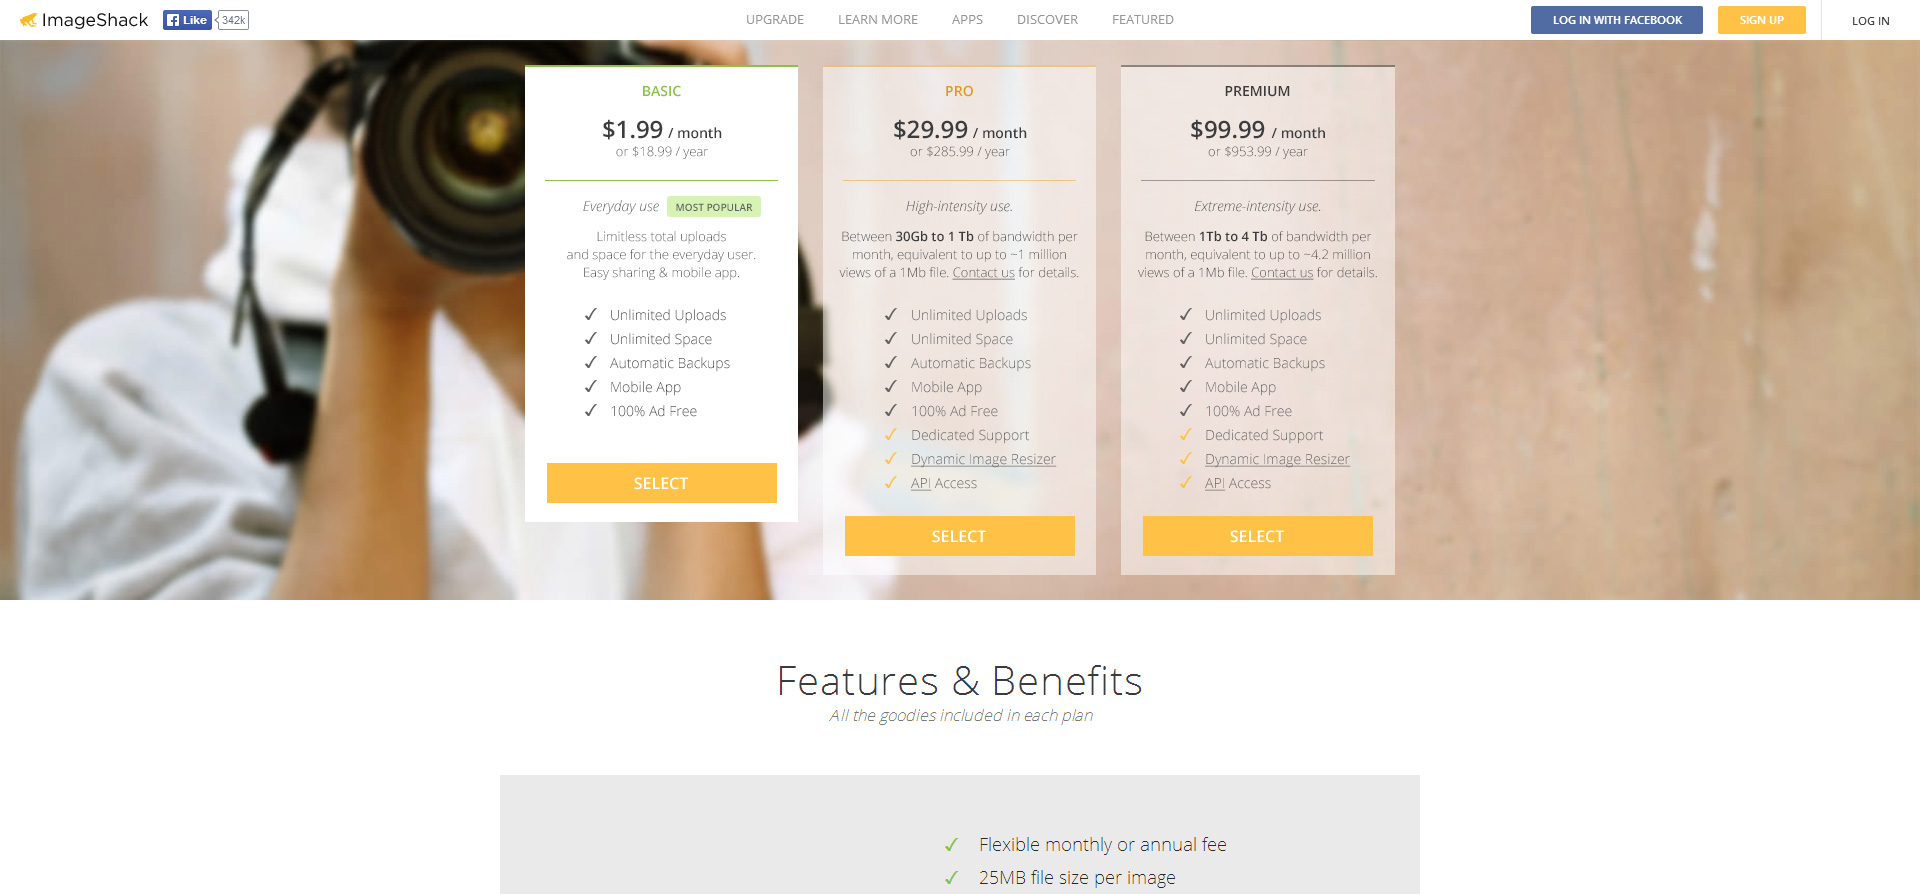 ImageShack
Like
342k
UPGRADE
LEARN MORE
APPS
DISCOVER
FEATURED
LOG IN WITH FACEBOOK
SIGN UP
LOG IN
BASIC
$1.99 / month
or $18.99 / year
Everyday use
MOST POPULAR
Limitless total uploads
and space for the everyday user.
Easy sharing & mobile app.
✓ Unlimited Uploads
✓ Unlimited Space
✓ Automatic Backups
✓ Mobile App
✓ 100% Ad Free
SELECT
PRO
$29.99 / month
or $285.99 / year
High-intensity use.
Between 30Gb to 1 Tb of bandwidth per
month, equivalent to up to ~1 million
views of a 1Mb file. Contact us for details.
✓ Unlimited Uploads
✓ Unlimited Space
✓ Automatic Backups
✓ Mobile App
✓ 100% Ad Free
✓ Dedicated Support
✓ Dynamic Image Resizer
✓ API Access
SELECT
PREMIUM
$99.99 / month
or $953.99 / year
Extreme-intensity use.
Between 1Tb to 4 Tb of bandwidth per
month, equivalent to up to ~4.2 million
views of a 1Mb file. Contact us for details.
✓ Unlimited Uploads
✓ Unlimited Space
✓ Automatic Backups
✓ Mobile App
✓ 100% Ad Free
✓ Dedicated Support
✓ Dynamic Image Resizer
✓ API Access
SELECT
Features & Benefits
All the goodies included in each plan
✓ Flexible monthly or annual fee
✓ 25MB file size per image